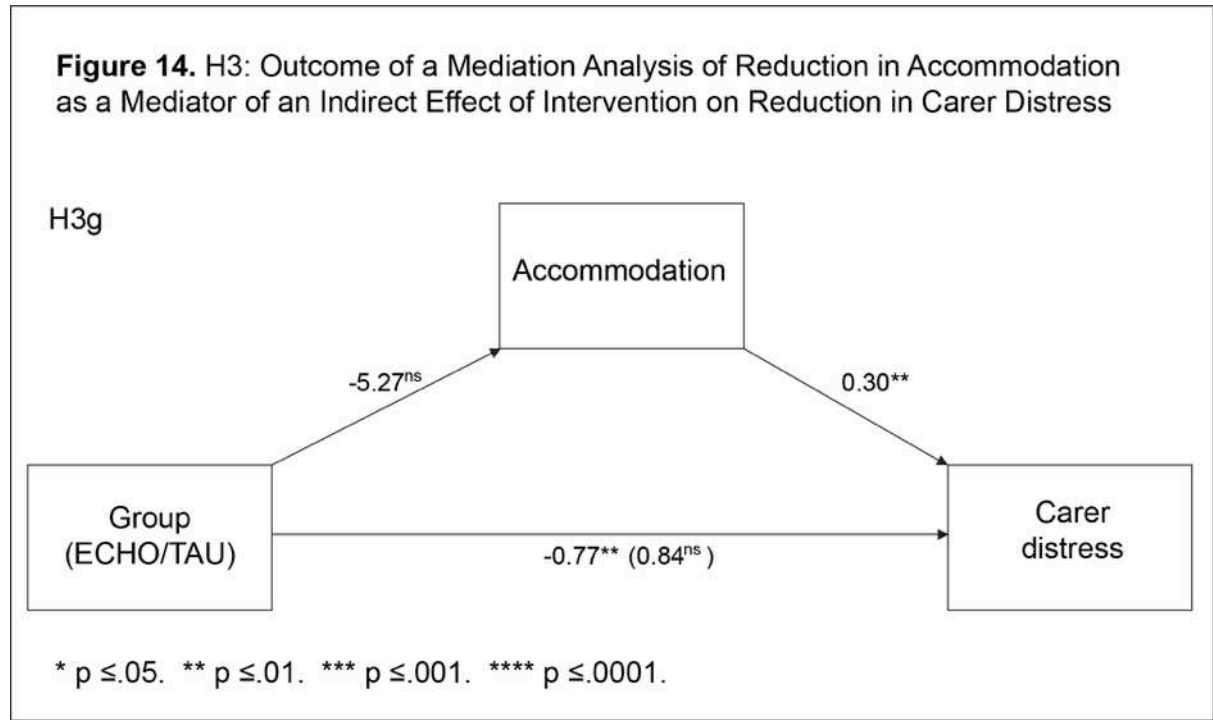 Figure 14. H3: Outcome of a Mediation Analysis of Reduction in Accommodation
as a Mediator of an Indirect Effect of Intervention on Reduction in Carer Distress
H3g
Accommodation
-5.27ns
0.30**
Group
(ECHO/TAU)
-0.77** (0.84ns )
Carer
distress
* p ≤.05. ** p ≤.01. *** p ≤.001. **** p ≤.0001.